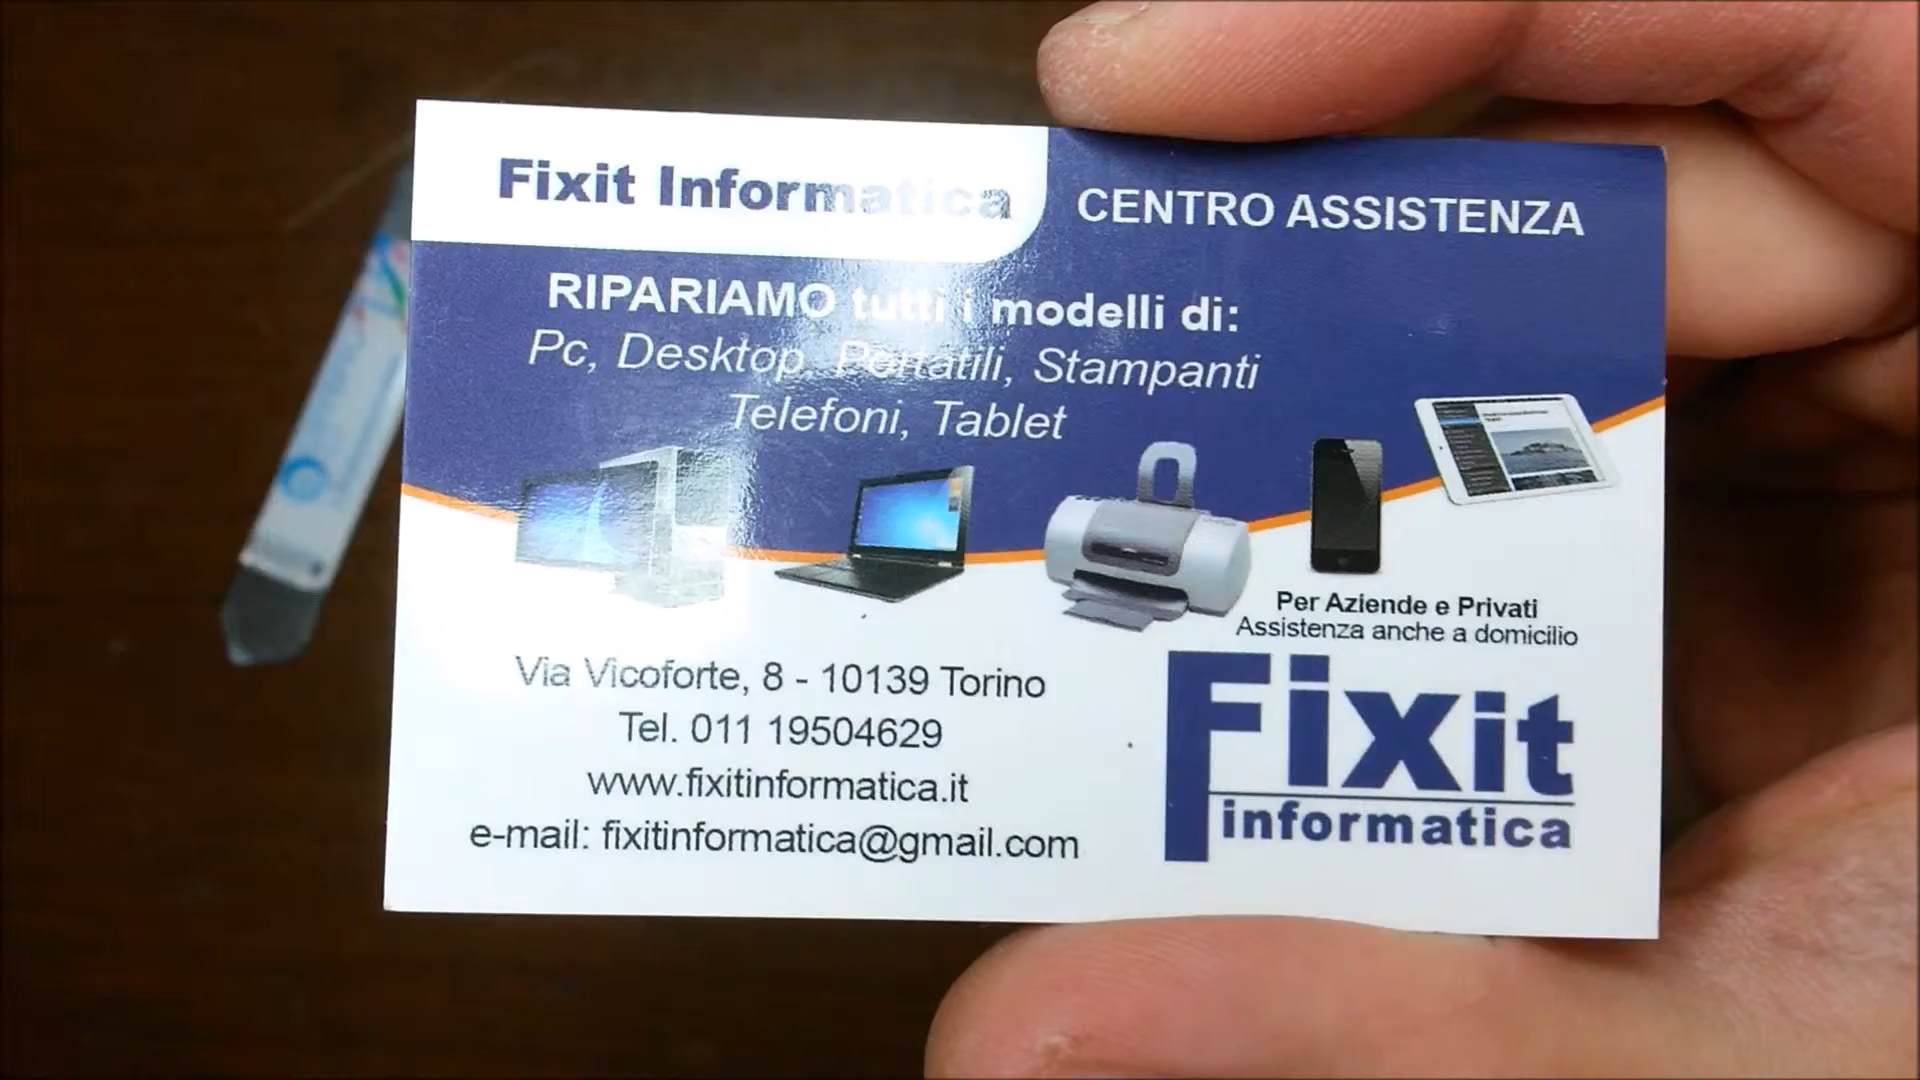 Fixit Informatica
CENTRO ASSISTENZA
RIPARIAMO tutti i modelli di:
Pc, Desktop, Portatili, Stampanti
Telefoni, Tablet
Per Aziende e Privati
Assistenza anche a domicilio
Via Vicoforte, 8 - 10139 Torino
Tel. 011 19504629
www.fixitinformatica.it
e-mail: fixitinformatica@gmail.com
Fixit
informatica